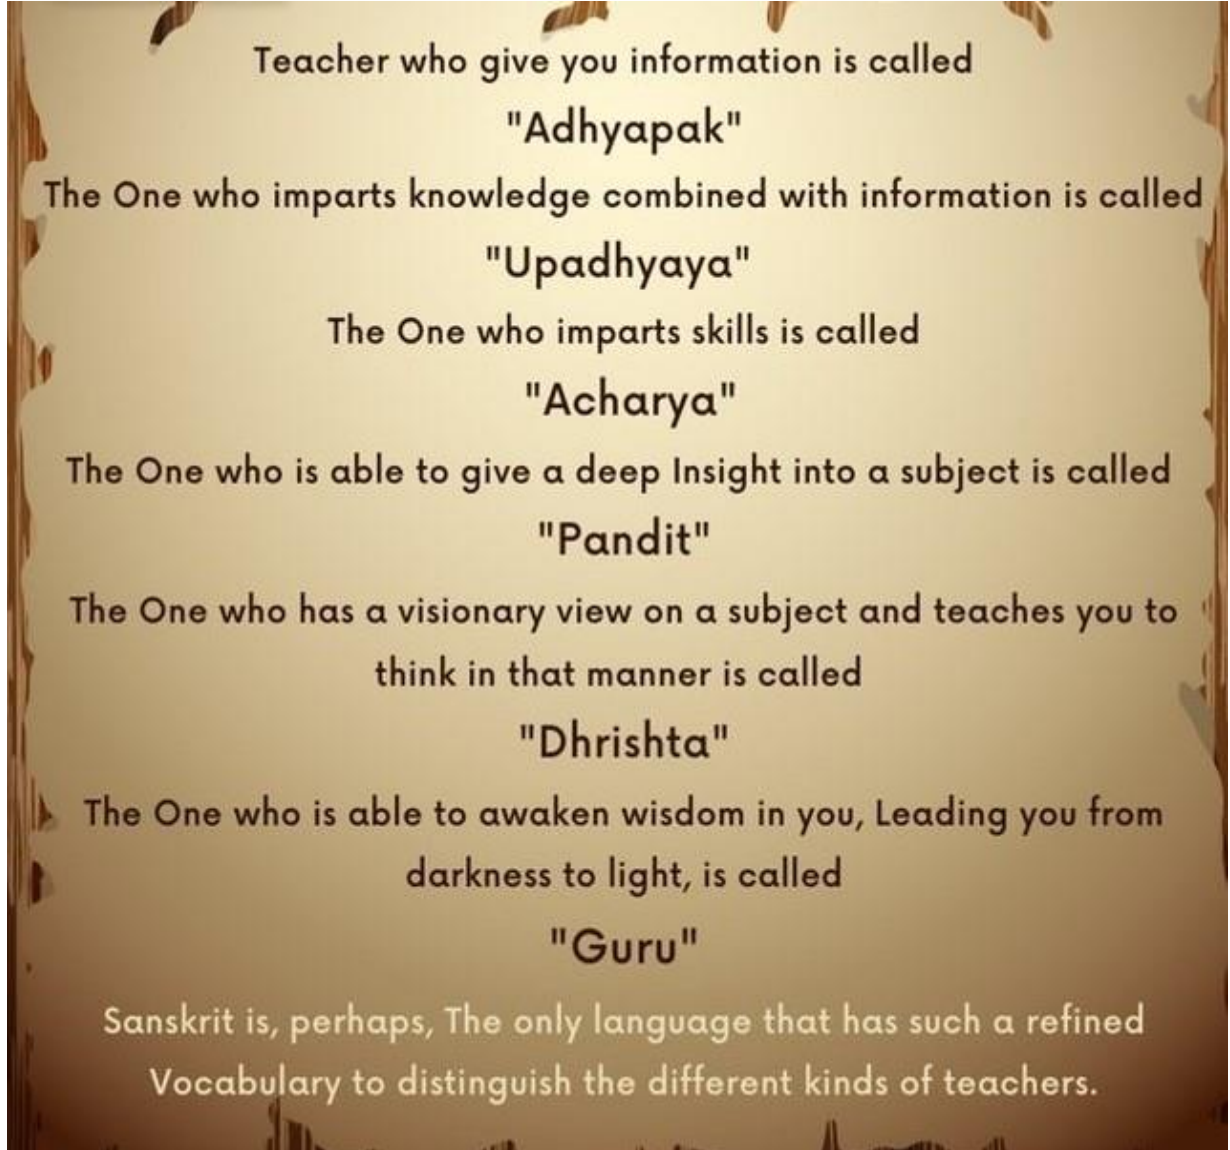 Teacher who give you information is called
"Adhyapak"
The One who imparts knowledge combined with information is called
"Upadhyaya"
The One who imparts skills is called
"Acharya"
The One who is able to give a deep Insight into a subject is called
"Pandit"
The One who has a visionary view on a subject and teaches you to
think in that manner is called
"Dhrishta"
The One who is able to awaken wisdom in you, Leading you from
darkness to light, is called
"Guru"
Sanskrit is, perhaps, The only language that has such a refined
Vocabulary to distinguish the different kinds of teachers.